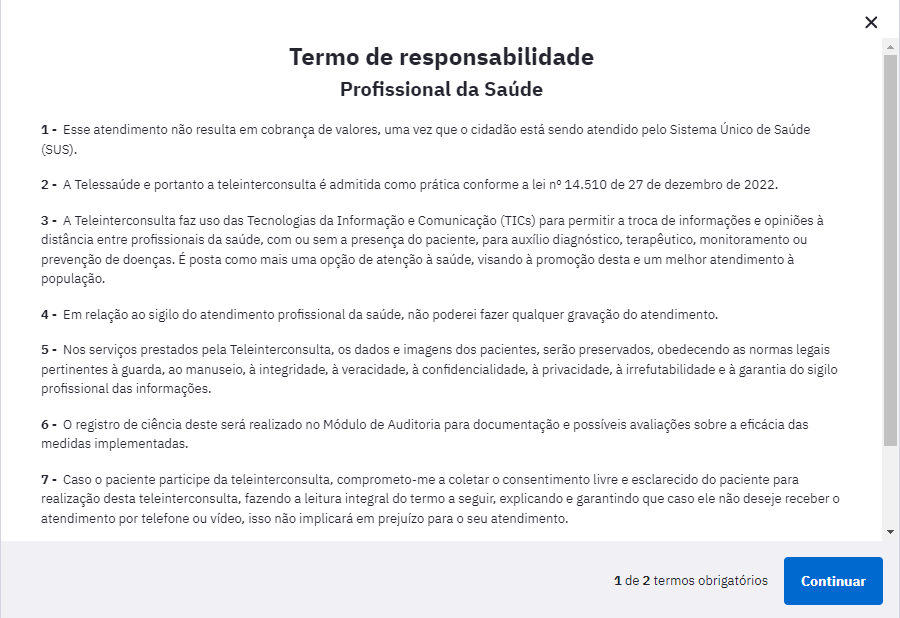 Termo de responsabilidade
Profissional da Saúde
1 - Esse atendimento não resulta em cobrança de valores, uma vez que o cidadão está sendo atendido pelo Sistema Único de Saúde
(SUS).
2 - A Telessaúde e portanto a teleinterconsulta é admitida como prática conforme a lei nº 14.510 de 27 de dezembro de 2022.
3 - A Teleinterconsulta faz uso das Tecnologias da Informação e Comunicação (TICs) para permitir a troca de informações e opiniões à
distância entre profissionais da saúde, com ou sem a presença do paciente, para auxílio diagnóstico, terapêutico, monitoramento ou
prevenção de doenças. É posta como mais uma opção de atenção à saúde, visando à promoção desta e um melhor atendimento à
população.
4 - Em relação ao sigilo do atendimento profissional da saúde, não poderei fazer qualquer gravação do atendimento.
5 - Nos serviços prestados pela Teleinterconsulta, os dados e imagens dos pacientes, serão preservados, obedecendo as normas legais
pertinentes à guarda, ao manuseio, à integridade, à veracidade, à confidencialidade, à privacidade, à irrefutabilidade e à garantia do sigilo
profissional das informações.
6 - O registro de ciência deste será realizado no Módulo de Auditoria para documentação e possíveis avaliações sobre a eficácia das
medidas implementadas.
7 - Caso o paciente participe da teleinterconsulta, comprometo-me a coletar o consentimento livre e esclarecido do paciente para
realização desta teleinterconsulta, fazendo a leitura integral do termo a seguir, explicando e garantindo que caso ele não deseje receber o
atendimento por telefone ou vídeo, isso não implicará em prejuízo para o seu atendimento.
1 de 2 termos obrigatórios
Continuar